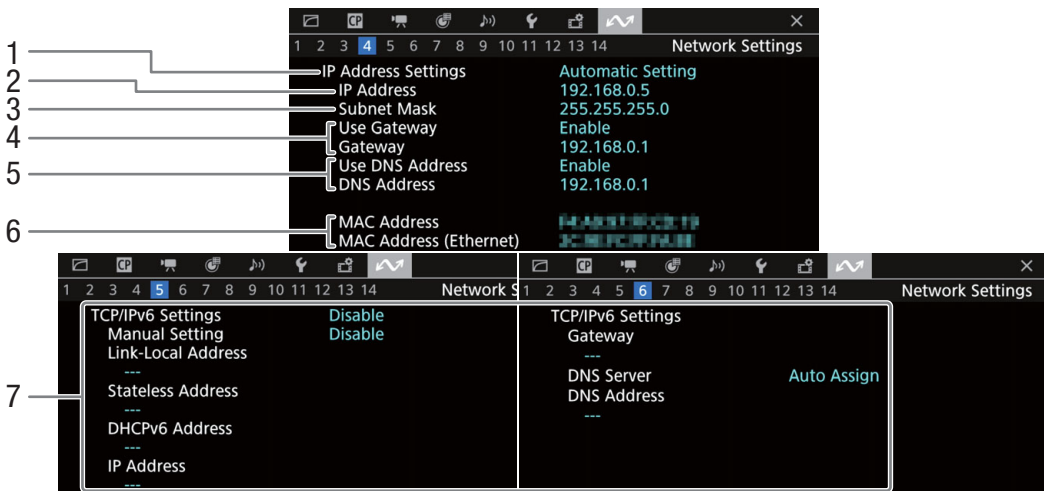 CP
1 2 3 4 5 6 7 8 9 10 11 12 13 14 Network Settings
1 IP Address Settings Automatic Setting
2 IP Address 192.168.0.5
3 Subnet Mask 255.255.255.0
4 Use Gateway Enable
Gateway 192.168.0.1
5 Use DNS Address Enable
DNS Address 192.168.0.1
6 MAC Address
MAC Address (Ethernet)
CP
1 2 3 4 5 6 7 8 9 10 11 12 13 14 Network S
7
TCP/IPv6 Settings Disable
Manual Setting Disable
Link-Local Address
---
Stateless Address
---
DHCPv6 Address
---
IP Address
---
CP
1 2 3 4 5 6 7 8 9 10 11 12 13 14 Network Settings
TCP/IPv6 Settings
Gateway
---
DNS Server Auto Assign
DNS Address
---